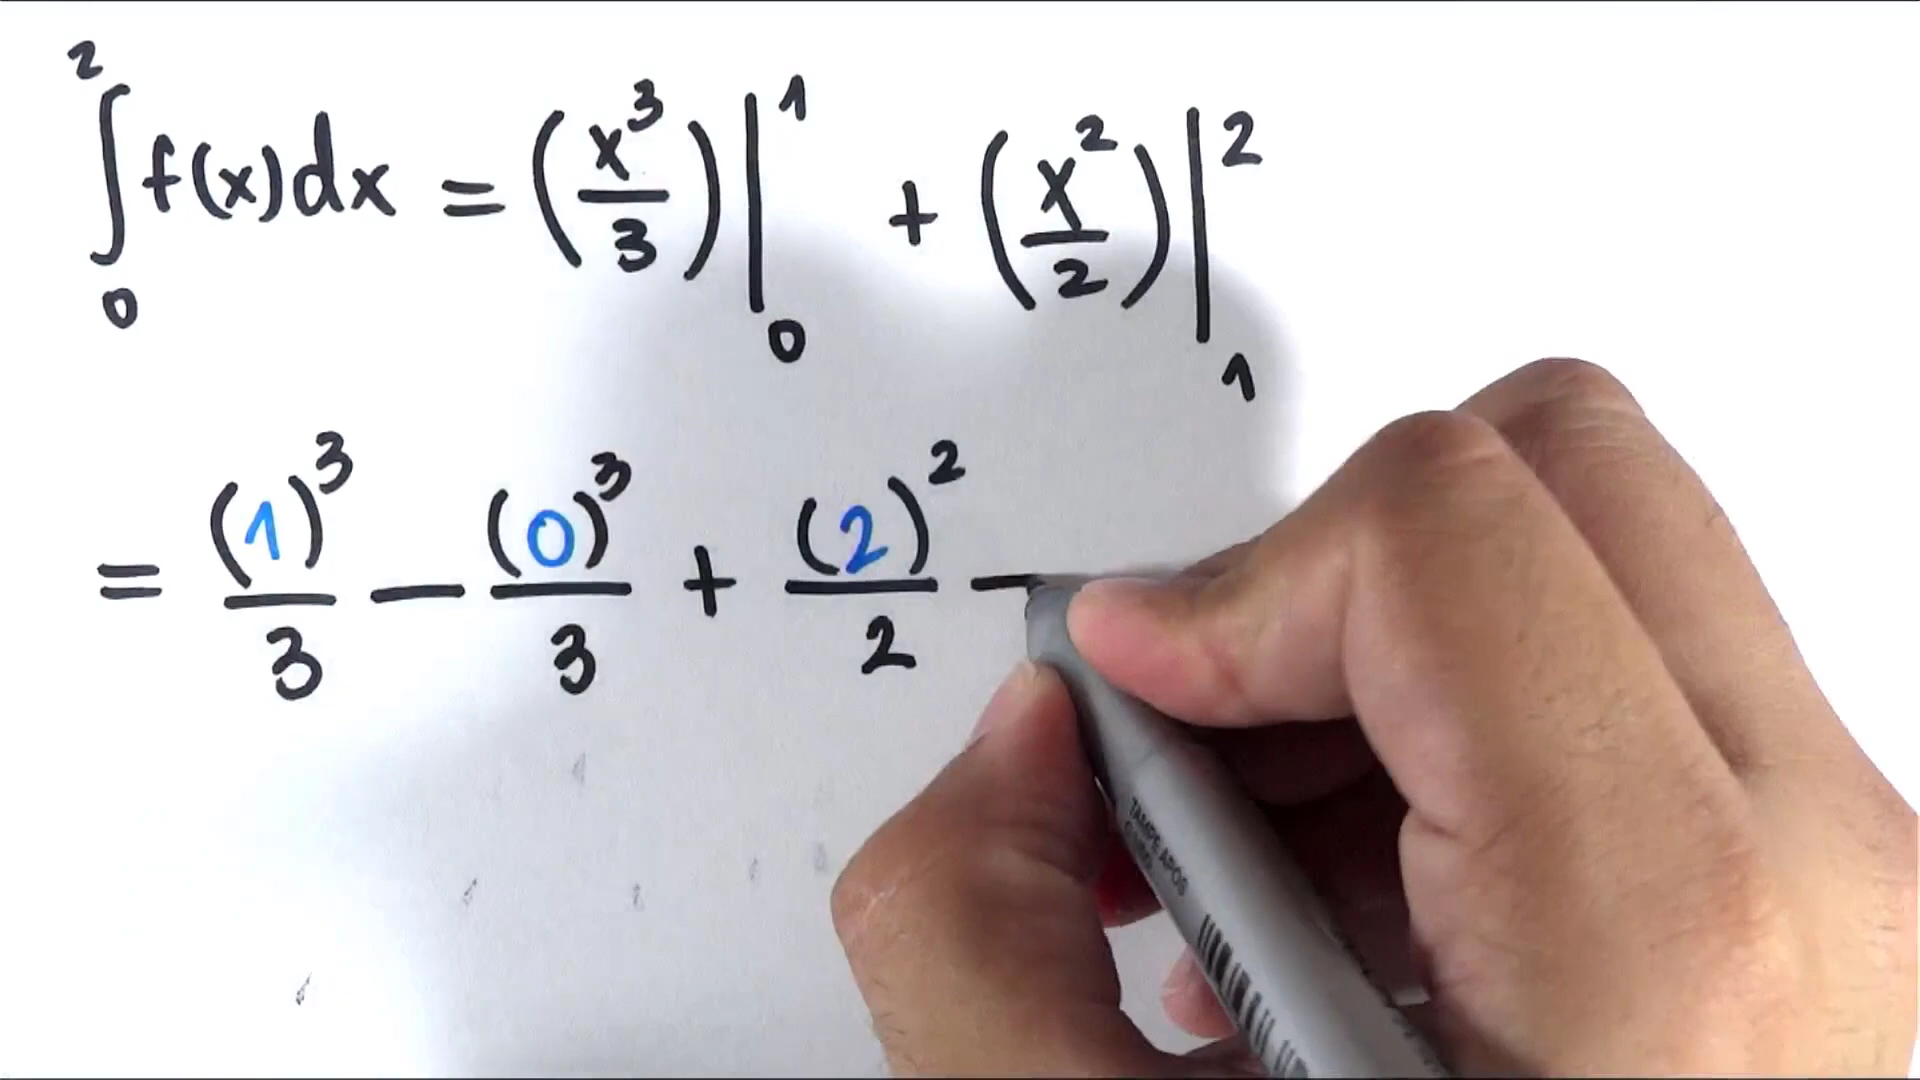 ∫₀² f(x)dx = (x³/3)|₀¹ + (x²/2)|₁²
= (1)³/3 − (0)³/3 + (2)²/2 −